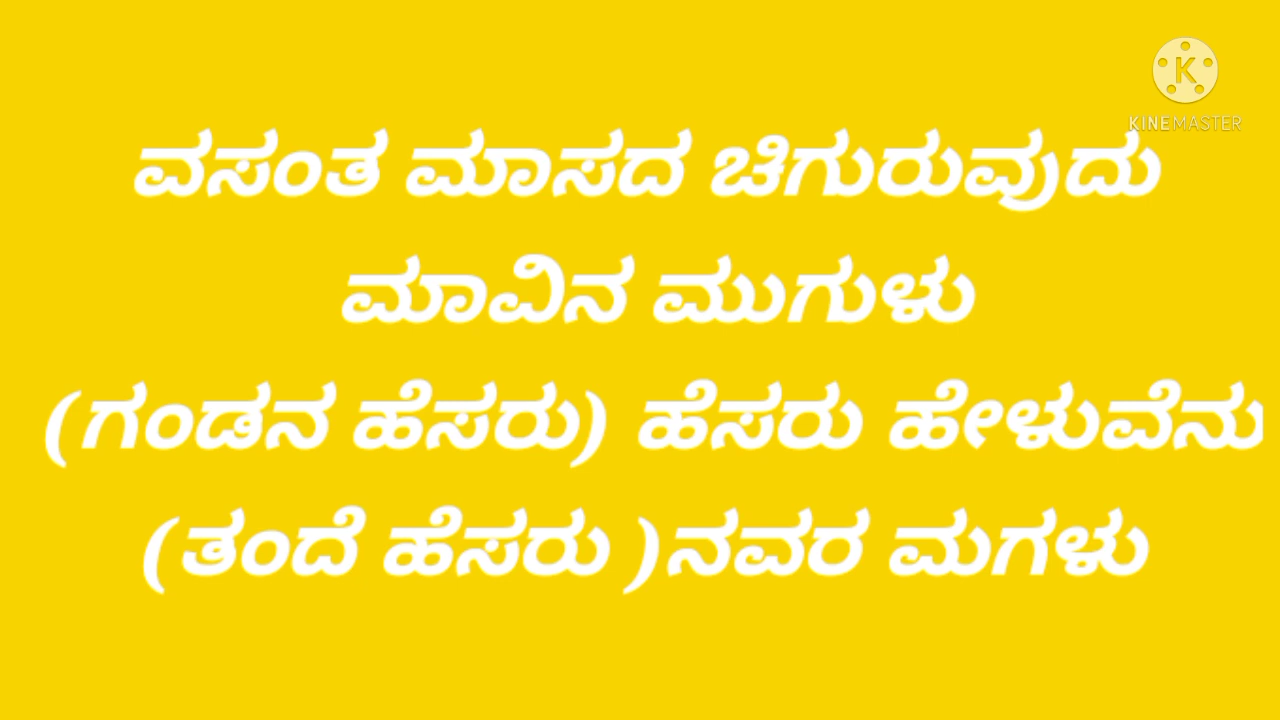 KINEMASTER
ವಸಂತ ಮಾಸದ ಚಿಗುರುವುದು
ಮಾವಿನ ಮುಗುಳು
(ಗಂಡನ ಹೆಸರು) ಹೆಸರು ಹೇಳುವೆನು
(ತಂದೆ ಹೆಸರು )ನವರ ಮಗಳು